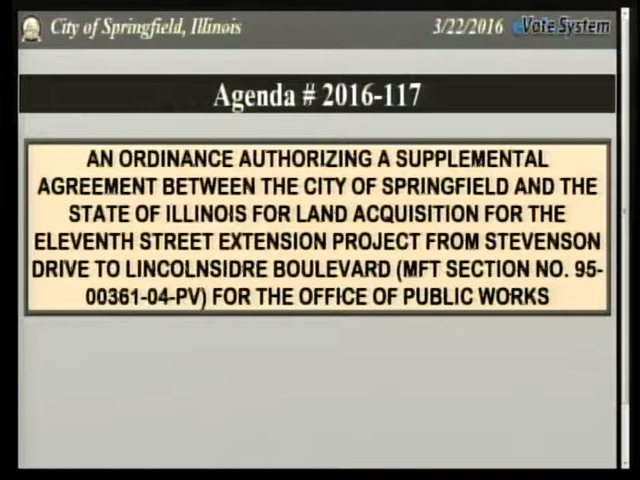 City of Springfield, Illinois 3/22/2016 eVote System
Agenda # 2016-117
AN ORDINANCE AUTHORIZING A SUPPLEMENTAL
AGREEMENT BETWEEN THE CITY OF SPRINGFIELD AND THE
STATE OF ILLINOIS FOR LAND ACQUISITION FOR THE
ELEVENTH STREET EXTENSION PROJECT FROM STEVENSON
DRIVE TO LINCOLNSIDRE BOULEVARD (MFT SECTION NO. 95-
00361-04-PV) FOR THE OFFICE OF PUBLIC WORKS